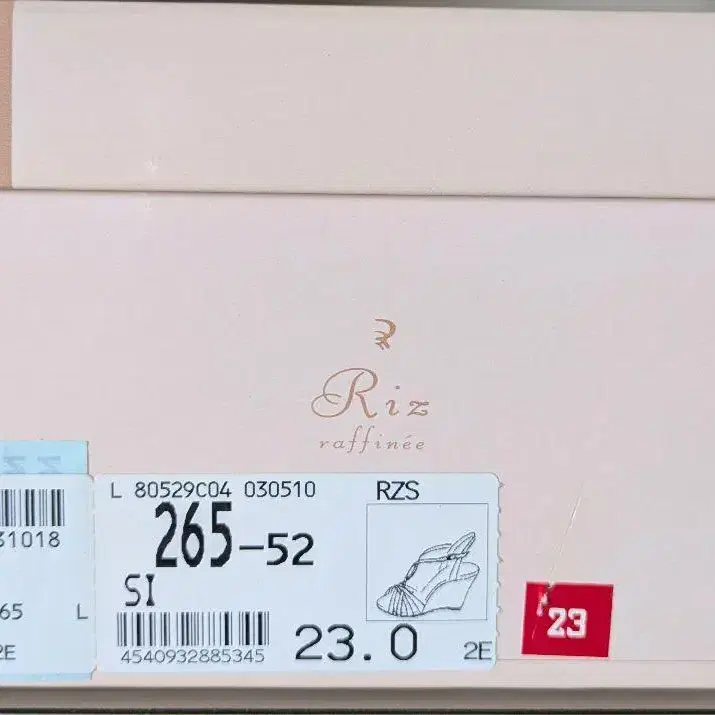 Riz
raffinée
L 80529C04 030510
RZS
265-52
SI
4540932885345
23.0
2E
23
31018
65
L
2E